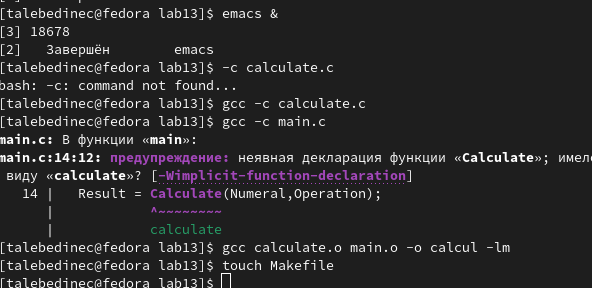 [talebedinec@fedora lab13]$ emacs &
[3] 18678
[2]   Завершён        emacs
[talebedinec@fedora lab13]$ -c calculate.c
bash: -c: command not found...
[talebedinec@fedora lab13]$ gcc -c calculate.c
[talebedinec@fedora lab13]$ gcc -c main.c
main.c: В функции «main»:
main.c:14:12: предупреждение: неявная декларация функции «Calculate»; имел
 виду «calculate»? [-Wimplicit-function-declaration]
   14 |   Result = Calculate(Numeral,Operation);
      |            ^~~~~~~~~
      |            calculate
[talebedinec@fedora lab13]$ gcc calculate.o main.o -o calcul -lm
[talebedinec@fedora lab13]$ touch Makefile
[talebedinec@fedora lab13]$